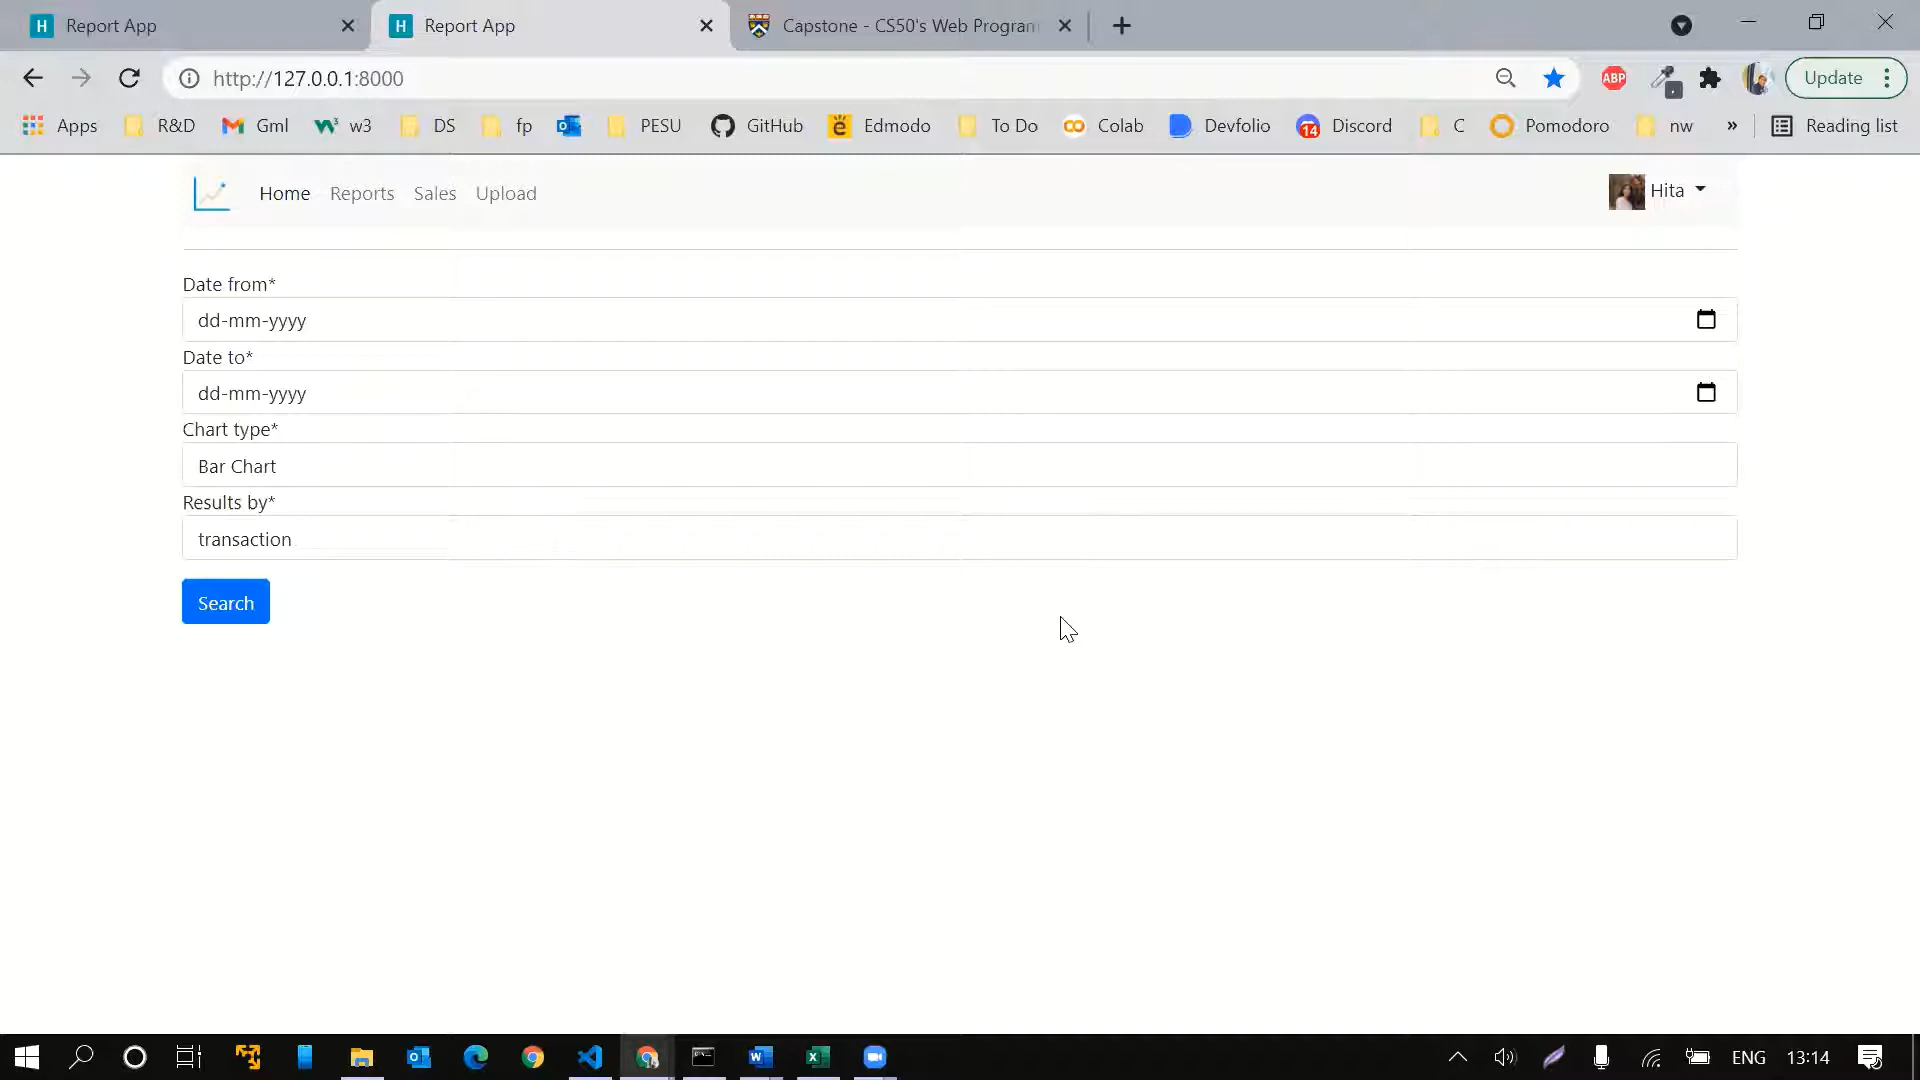 H Report App
H Report App
Capstone - CS50's Web Program
http://127.0.0.1:8000
ABP
Update
Apps
R&D
Gml
w3
DS
fp
PESU
GitHub
Edmodo
To Do
Colab
Devfolio
14
Discord
C
Pomodoro
nw
»
Reading list
Home
Reports
Sales
Upload
Hita
Date from*
dd-mm-yyyy
Date to*
dd-mm-yyyy
Chart type*
Bar Chart
Results by*
transaction
Search
ENG
13:14